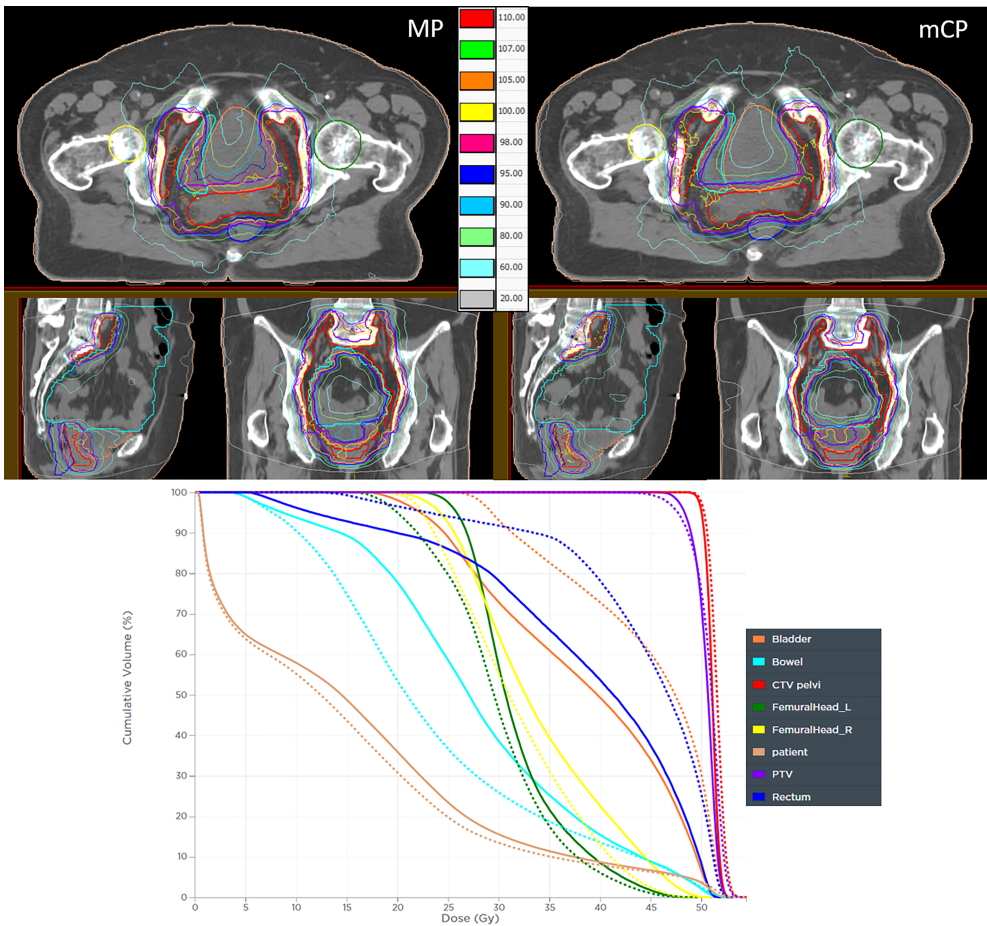 MP
mCP
110.00
107.00
105.00
100.00
98.00
95.00
90.00
80.00
60.00
20.00
Cumulative Volume (%)
100
90
80
70
60
50
40
30
20
10
0
0 5 10 15 20 25 30 35 40 45 50
Dose (Gy)
Bladder
Bowel
CTV pelvi
FemuralHead_L
FemuralHead_R
patient
PTV
Rectum